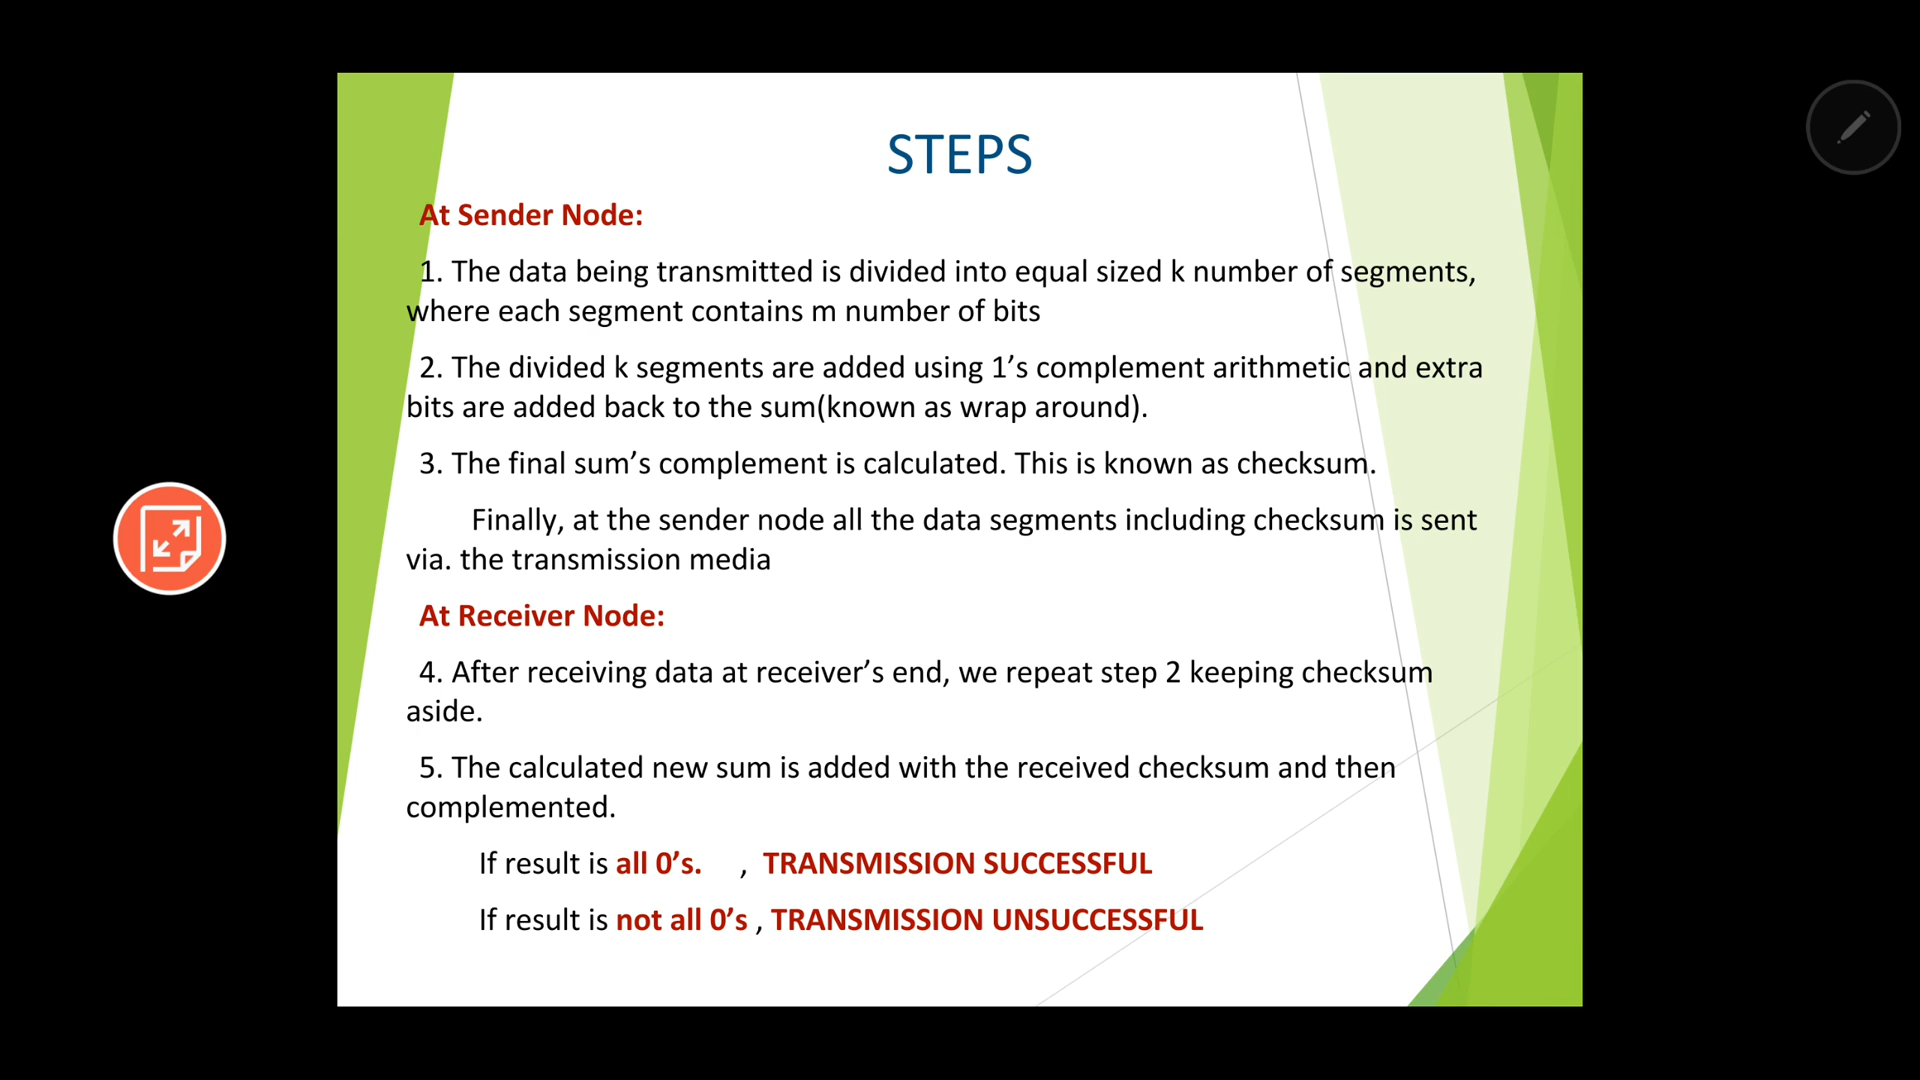 STEPS
At Sender Node:
1. The data being transmitted is divided into equal sized k number of segments,
where each segment contains m number of bits
2. The divided k segments are added using 1’s complement arithmetic and extra
bits are added back to the sum(known as wrap around).
3. The final sum’s complement is calculated. This is known as checksum.
Finally, at the sender node all the data segments including checksum is sent
via. the transmission media
At Receiver Node:
4. After receiving data at receiver’s end, we repeat step 2 keeping checksum
aside.
5. The calculated new sum is added with the received checksum and then
complemented.
If result is all 0’s. , TRANSMISSION SUCCESSFUL
If result is not all 0’s , TRANSMISSION UNSUCCESSFUL